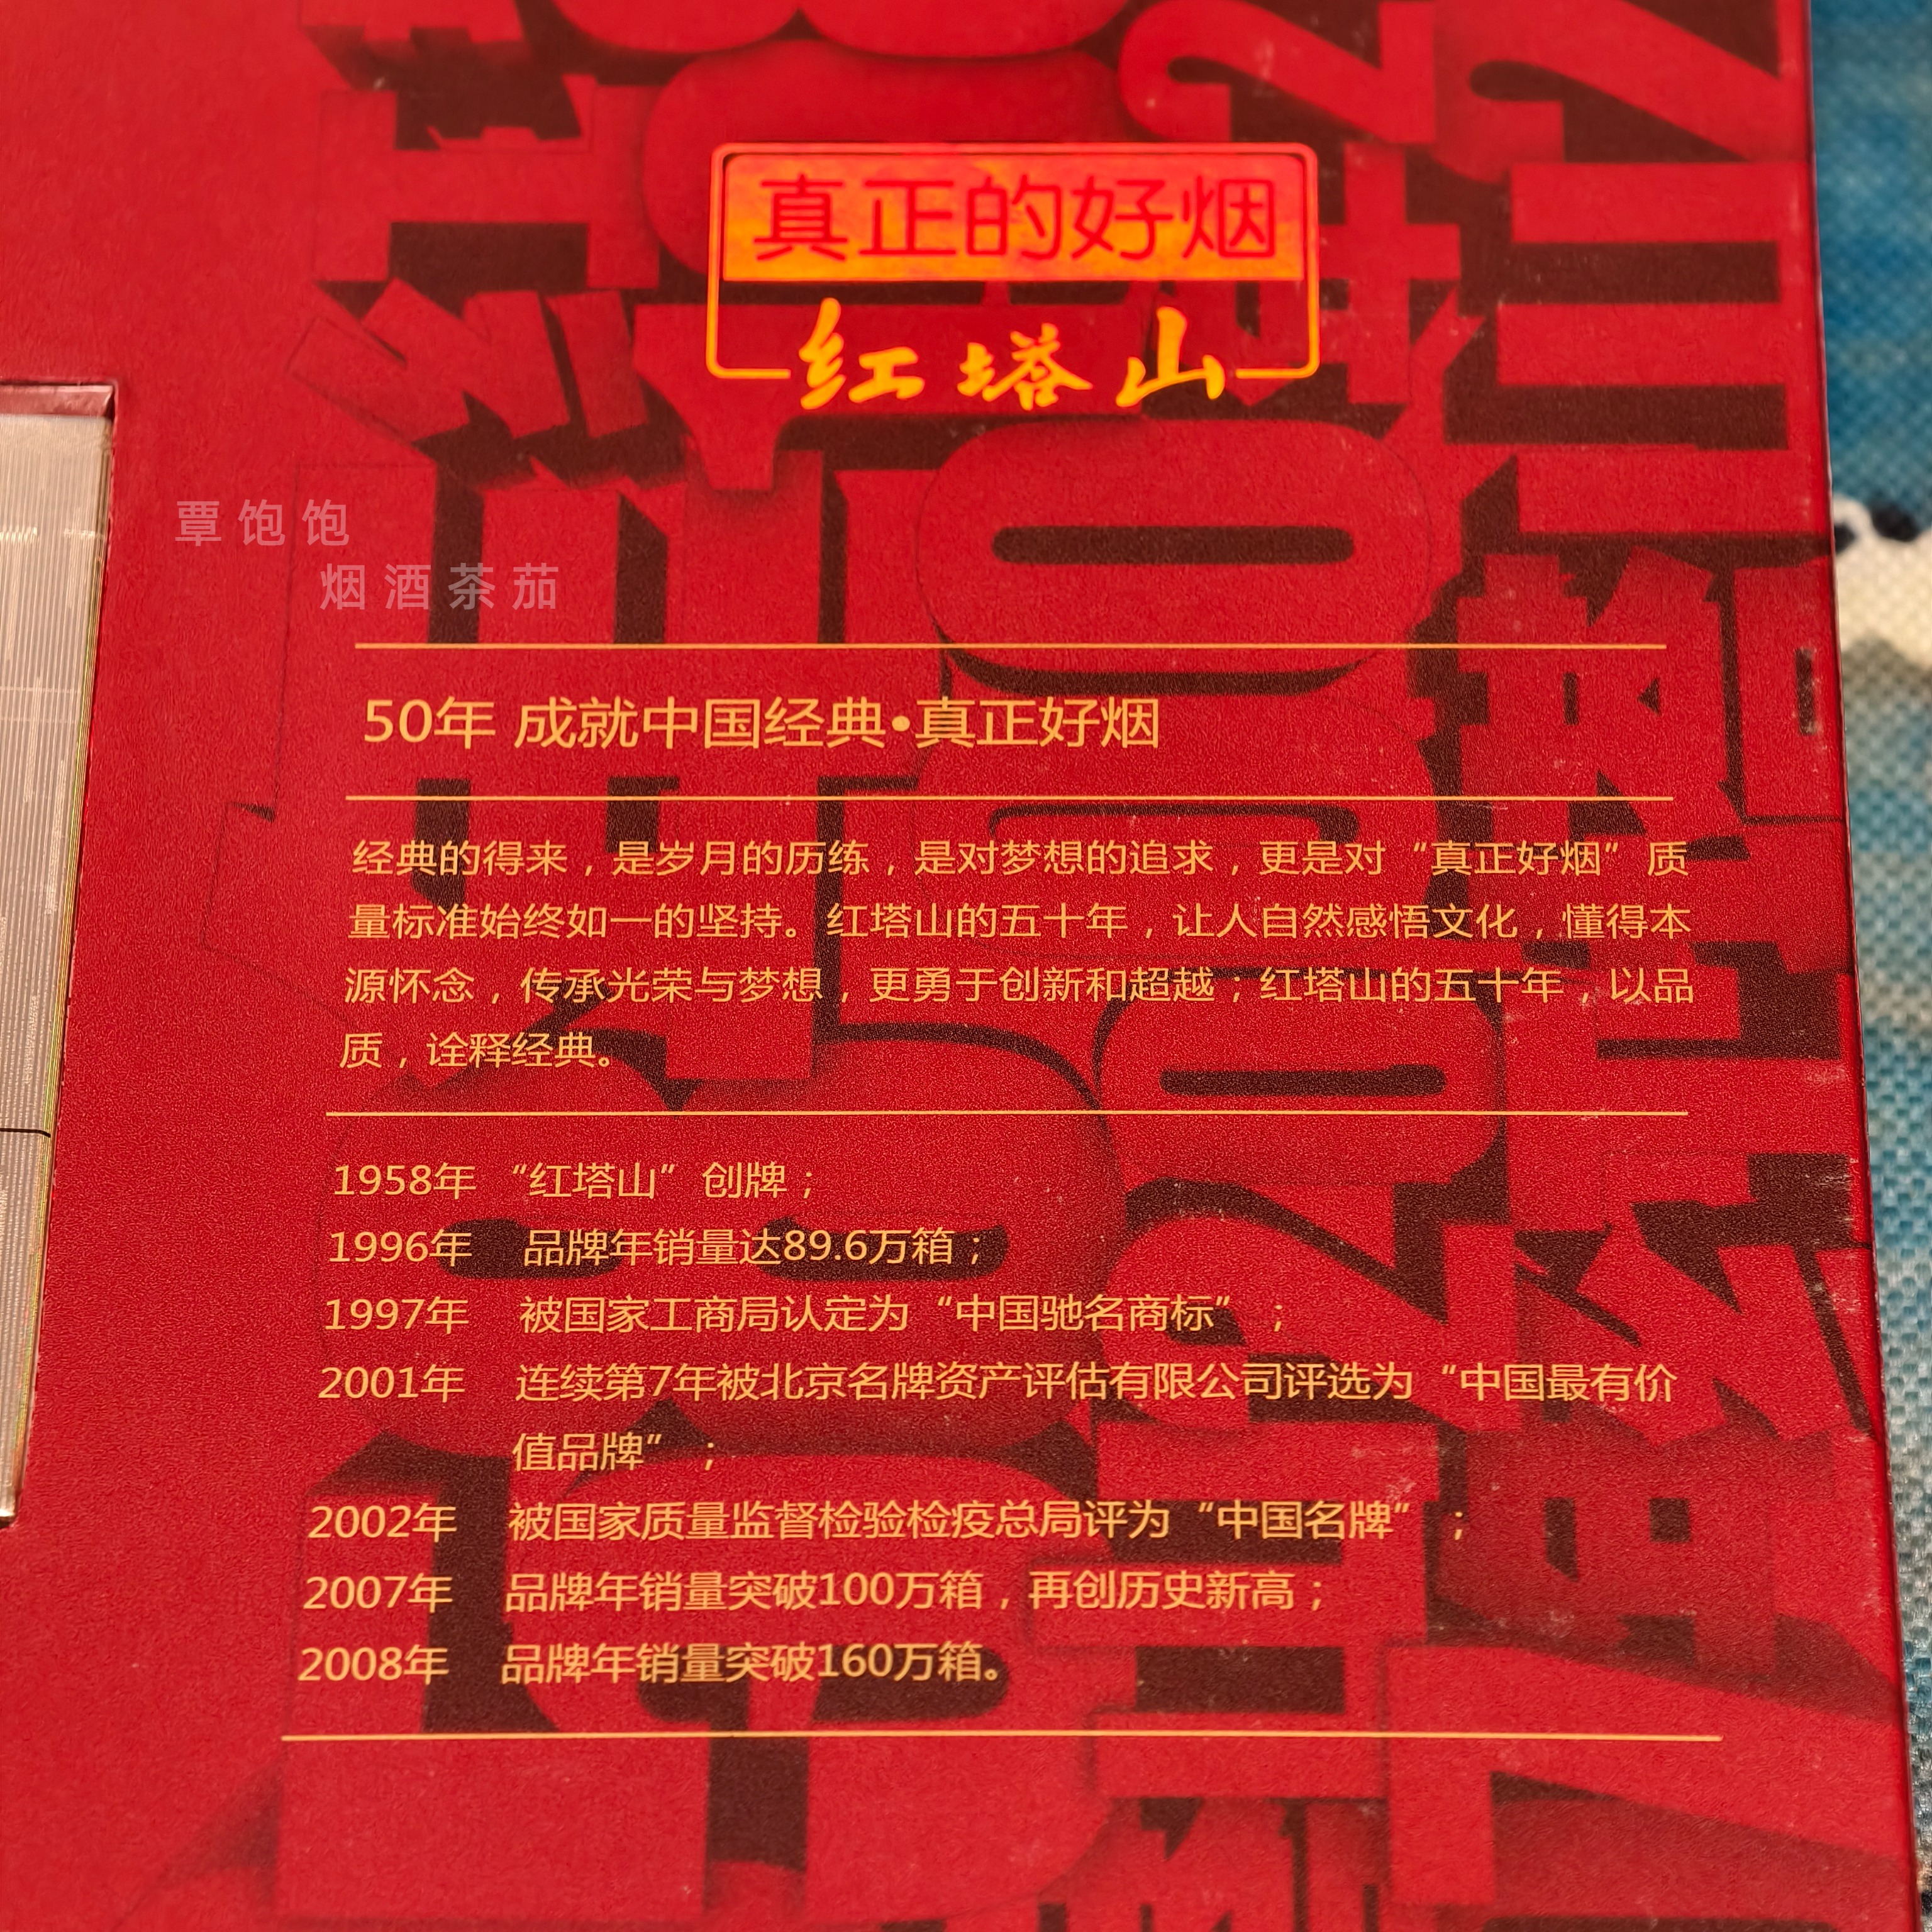 真正的好烟
红塔山
覃饱饱
烟酒茶茄
50年 成就中国经典•真正好烟
经典的得来，是岁月的历练，是对梦想的追求，更是对“真正好烟”质
量标准始终如一的坚持。红塔山的五十年，让人自然感悟文化，懂得本
源怀念，传承光荣与梦想，更勇于创新和超越；红塔山的五十年，以品
质，诠释经典。
1958年 “红塔山”创牌；
1996年 品牌年销量达89.6万箱；
1997年 被国家工商局认定为“中国驰名商标”；
2001年 连续第7年被北京名牌资产评估有限公司评选为“中国最有价
值品牌”；
2002年 被国家质量监督检验检疫总局评为“中国名牌”；
2007年 品牌年销量突破100万箱，再创历史新高；
2008年 品牌年销量突破160万箱。